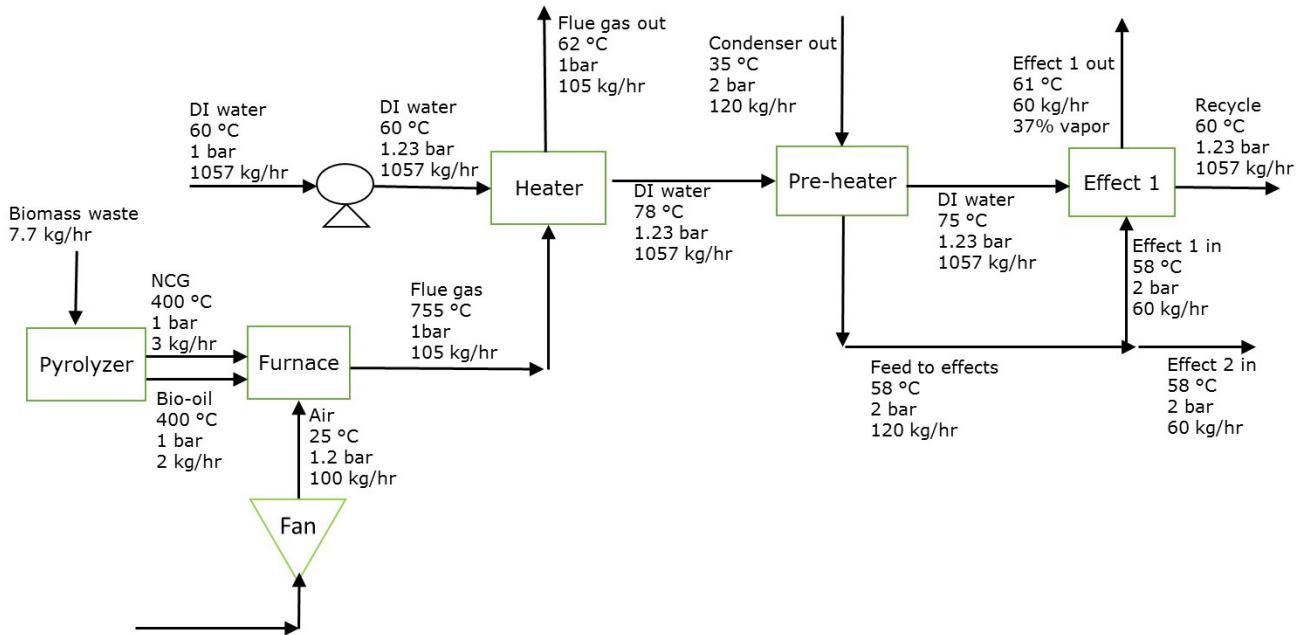 Flue gas out
62 °C
1bar
105 kg/hr
Condenser out
35 °C
2 bar
120 kg/hr
Effect 1 out
61 °C
60 kg/hr
37% vapor
DI water
60 °C
1 bar
1057 kg/hr
DI water
60 °C
1.23 bar
1057 kg/hr
Recycle
60 °C
1.23 bar
1057 kg/hr
Heater
Pre-heater
Effect 1
DI water
78 °C
1.23 bar
1057 kg/hr
DI water
75 °C
1.23 bar
1057 kg/hr
Biomass waste
7.7 kg/hr
Effect 1 in
58 °C
2 bar
60 kg/hr
NCG
400 °C
1 bar
3 kg/hr
Flue gas
755 °C
1bar
105 kg/hr
Pyrolyzer
Furnace
Bio-oil
400 °C
1 bar
2 kg/hr
Air
25 °C
1.2 bar
100 kg/hr
Feed to effects
58 °C
2 bar
120 kg/hr
Effect 2 in
58 °C
2 bar
60 kg/hr
Fan